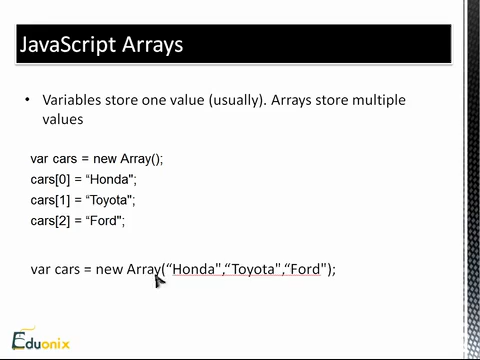 JavaScript Arrays
• Variables store one value (usually). Arrays store multiple
values
var cars = new Array();
cars[0] = “Honda";
cars[1] = “Toyota";
cars[2] = “Ford";
var cars = new Array(“Honda",“Toyota",“Ford");
Eduonix